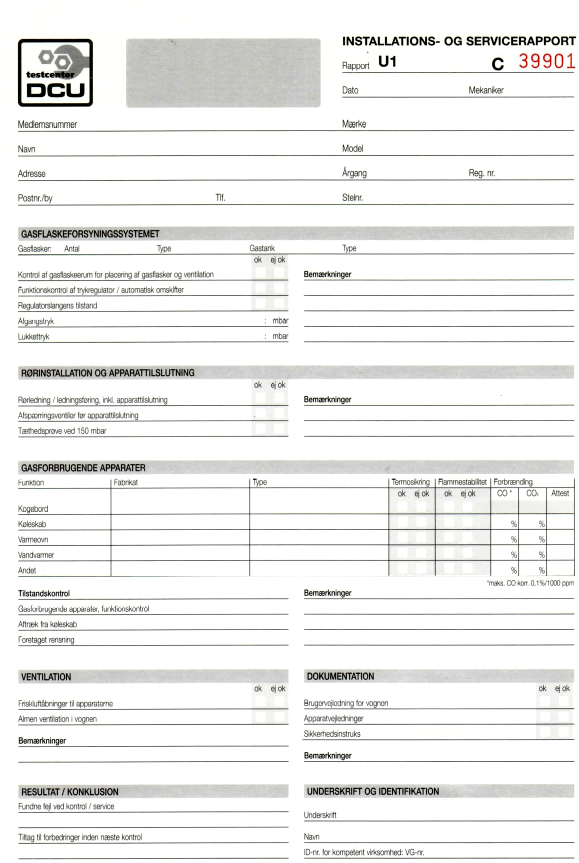 testcenter
DCU
INSTALLATIONS- OG SERVICERAPPORT
Rapport U1 C 39901
Dato Mekaniker
Medlemsnummer Mærke
Navn Model
Adresse Årgang Reg. nr.
Postnr./by Tlf. Stelnr.
GASFLASKEFORSYNINGSSYSTEMET
Gasflasker: Antal Type Gastank Type
ok ej ok
Kontrol af gasflaskeerum for placering af gasflasker og ventilation Bemærkninger
Funktionskontrol af trykregulator / automatisk omskifter
Regulatorslangens tilstand
Afgangstryk : mbar
Lukketryk : mbar
RØRINSTALLATION OG APPARATTILSLUTNING
ok ej ok
Rørledning / ledningsføring, inkl. apparattilslutning Bemærkninger
Afspærringsventiler før apparattilslutning
Tæthedsprøve ved 150 mbar
GASFORBRUGENDE APPARATER
Funktion Fabrikat Type Termosikring Flammestabilitet Forbrænding
ok ej ok ok ej ok CO * CO₂ Attest
Kogebord
Køleskab % %
Varmeovn % %
Vandvarmer % %
Andet % %
*maks. CO korr. 0,1%/1000 ppm
Tilstandskontrol Bemærkninger
Gasforbrugende apparater, funktionskontrol
Aftræk fra køleskab
Foretaget rensning
VENTILATION
ok ej ok
Friskluftåbninger til apparaterne
Almen ventilation i vognen
Bemærkninger
DOKUMENTATION
ok ej ok
Brugervejledning for vognen
Apparatvejledninger
Sikkerhedsinstruks
Bemærkninger
RESULTAT / KONKLUSION
Fundne fejl ved kontrol / service
Tiltag til forbedringer inden næste kontrol
UNDERSKRIFT OG IDENTIFIKATION
Underskrift
Navn
ID-nr. for kompetent virksomhed: VG-nr.